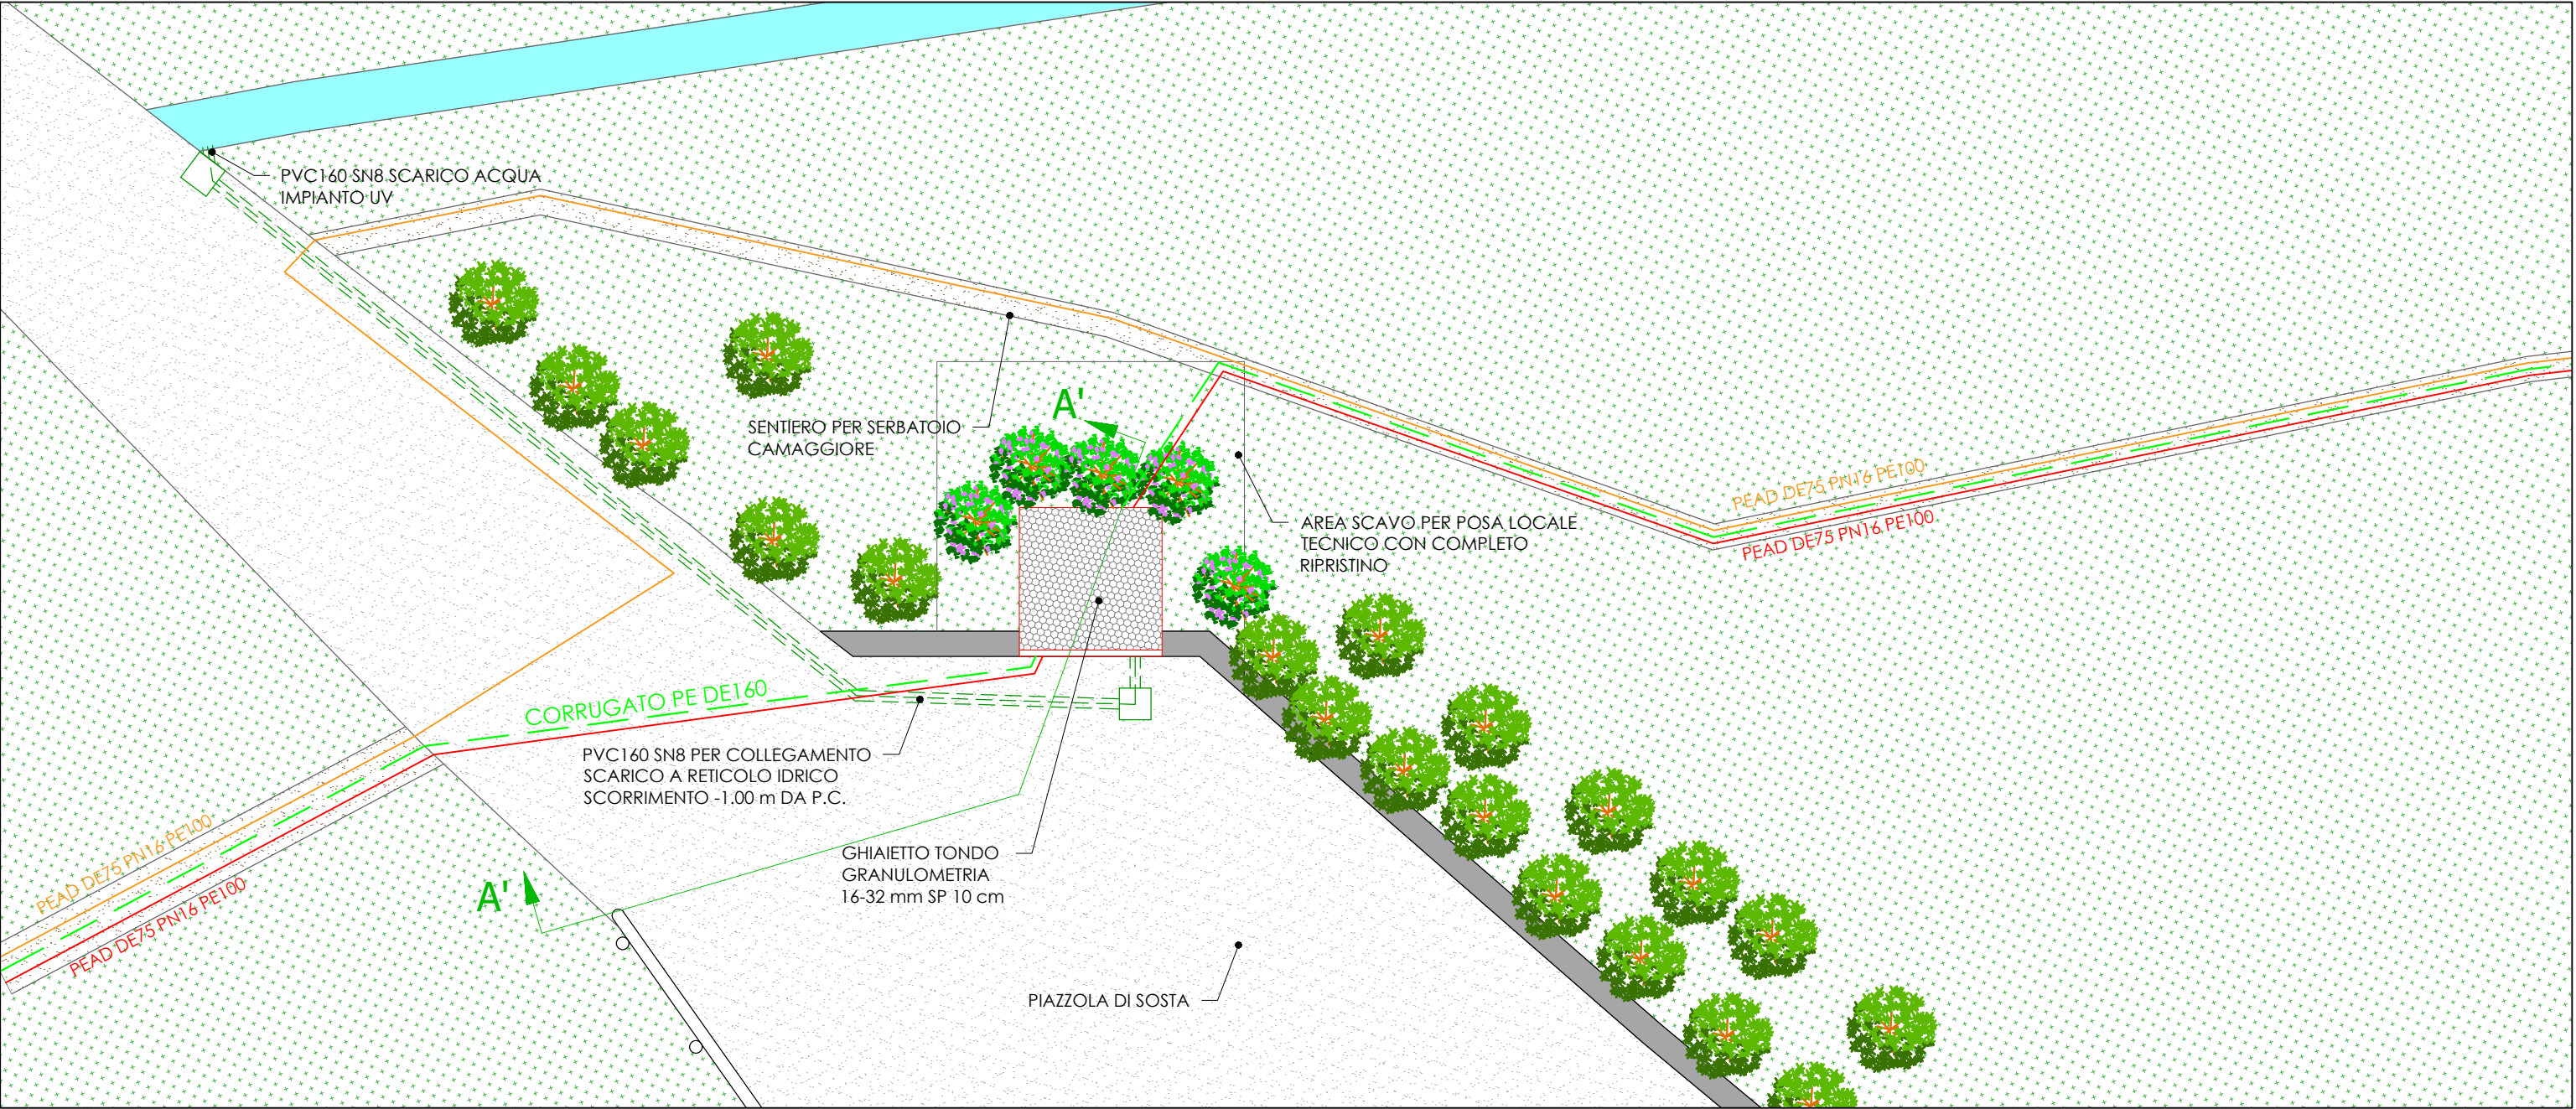 PVC160 SN8 SCARICO ACQUA
IMPIANTO UV
SENTIERO PER SERBATOIO
CAMAGGIORE
A'
AREA SCAVO PER POSA LOCALE
TECNICO CON COMPLETO
RIPRISTINO
PEAD DE75 PN16 PE100
PEAD DE75 PN16 PE100
CORRUGATO PE DE160
PVC160 SN8 PER COLLEGAMENTO
SCARICO A RETICOLO IDRICO
SCORRIMENTO -1.00 m DA P.C.
GHIAIETTO TONDO
GRANULOMETRIA
16-32 mm SP 10 cm
PEAD DE75 PN16 PE100
PEAD DE75 PN16 PE100
A'
PIAZZOLA DI SOSTA